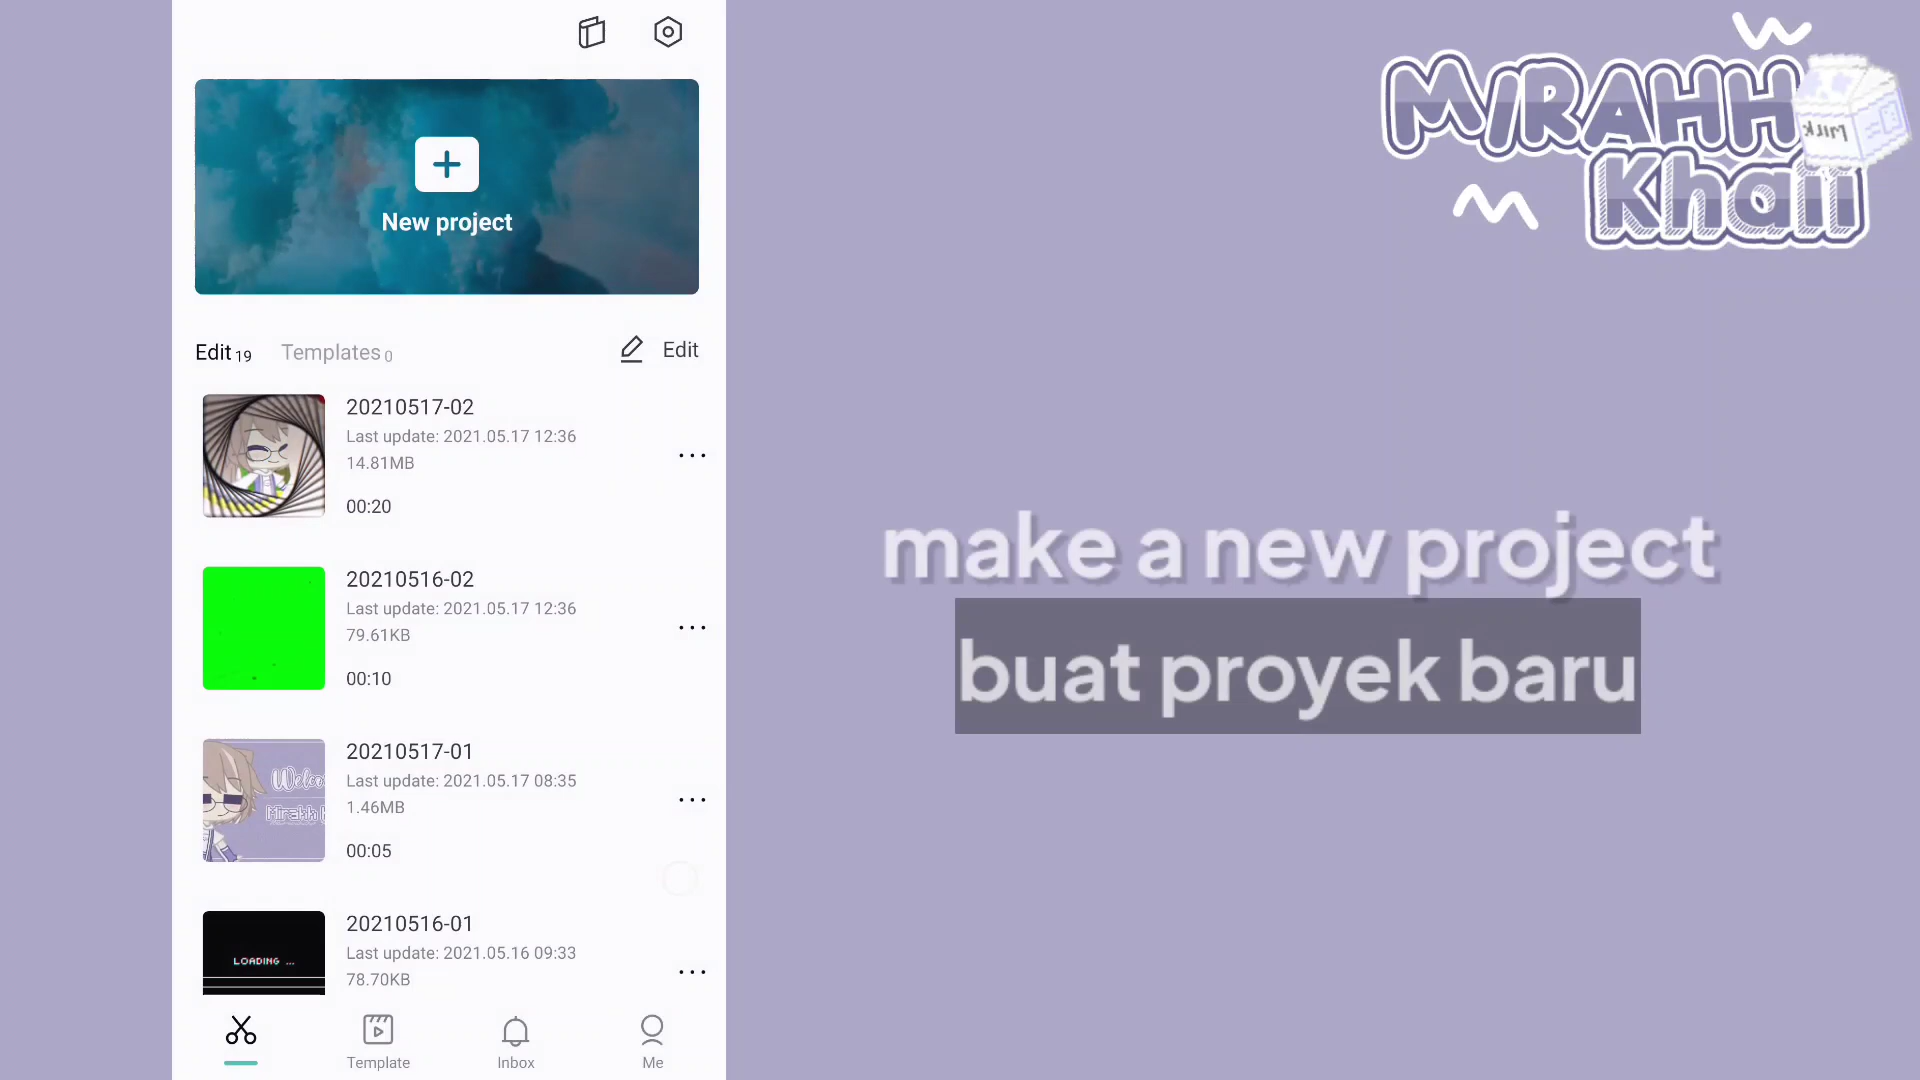 New project
Edit 19
Templates 0
Edit
20210517-02
Last update: 2021.05.17 12:36
14.81MB
00:20
20210516-02
Last update: 2021.05.17 12:36
79.61KB
00:10
20210517-01
Last update: 2021.05.17 08:35
1.46MB
00:05
20210516-01
Last update: 2021.05.16 09:33
78.70KB
LOADING ...
Template
Inbox
Me
MIRAHH
Khaii
milk
make a new project
buat proyek baru